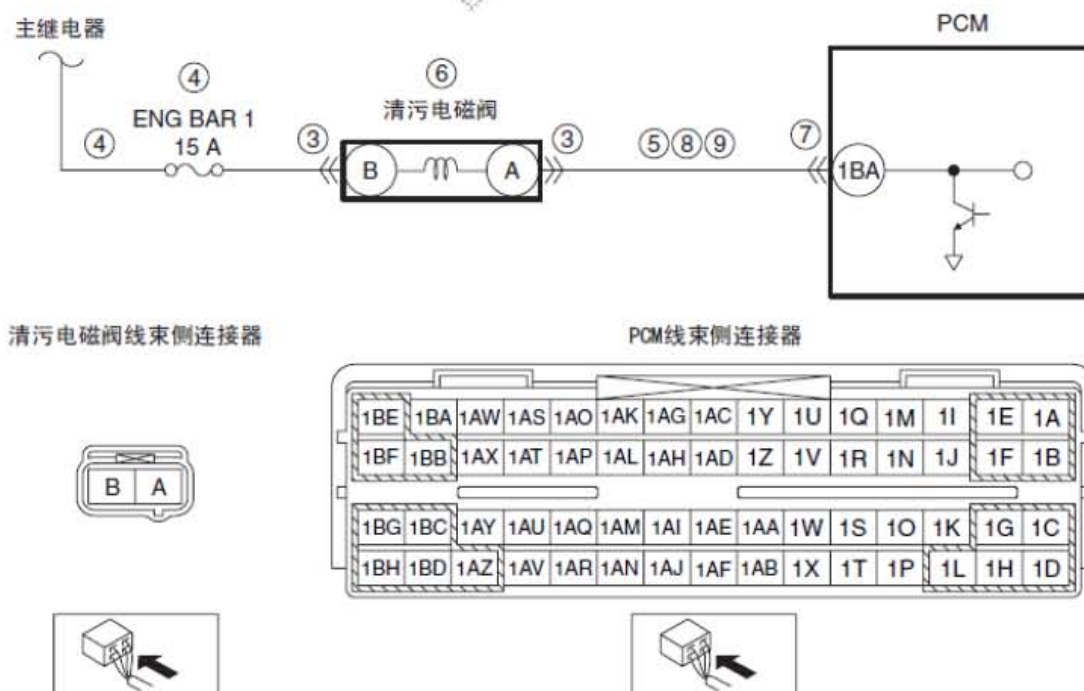 主继电器
PCM
④
⑥
清污电磁阀
ENG BAR 1
15 A
④
③
B
A
③
⑤⑧⑨
⑦
1BA
清污电磁阀线束侧连接器
PCM线束侧连接器
B A
1BE 1BA 1AW 1AS 1AO 1AK 1AG 1AC 1Y 1U 1Q 1M 1I 1E 1A
1BF 1BB 1AX 1AT 1AP 1AL 1AH 1AD 1Z 1V 1R 1N 1J 1F 1B
1BG 1BC 1AY 1AU 1AQ 1AM 1AI 1AE 1AA 1W 1S 1O 1K 1G 1C
1BH 1BD 1AZ 1AV 1AR 1AN 1AJ 1AF 1AB 1X 1T 1P 1L 1H 1D